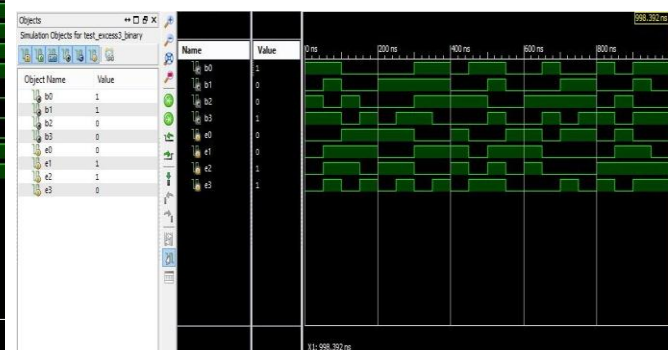 Objects
Simulation Objects for test_excess3_binary
Object Name Value
b0 1
b1 1
b2 0
b3 0
e0 0
e1 1
e2 1
e3 0
998.392 ns
Name Value
0 ns 200 ns 400 ns 600 ns 800 ns
b0 1
b1 0
b2 0
b3 1
e0 0
e1 0
e2 1
e3 1
X1: 998.392 ns